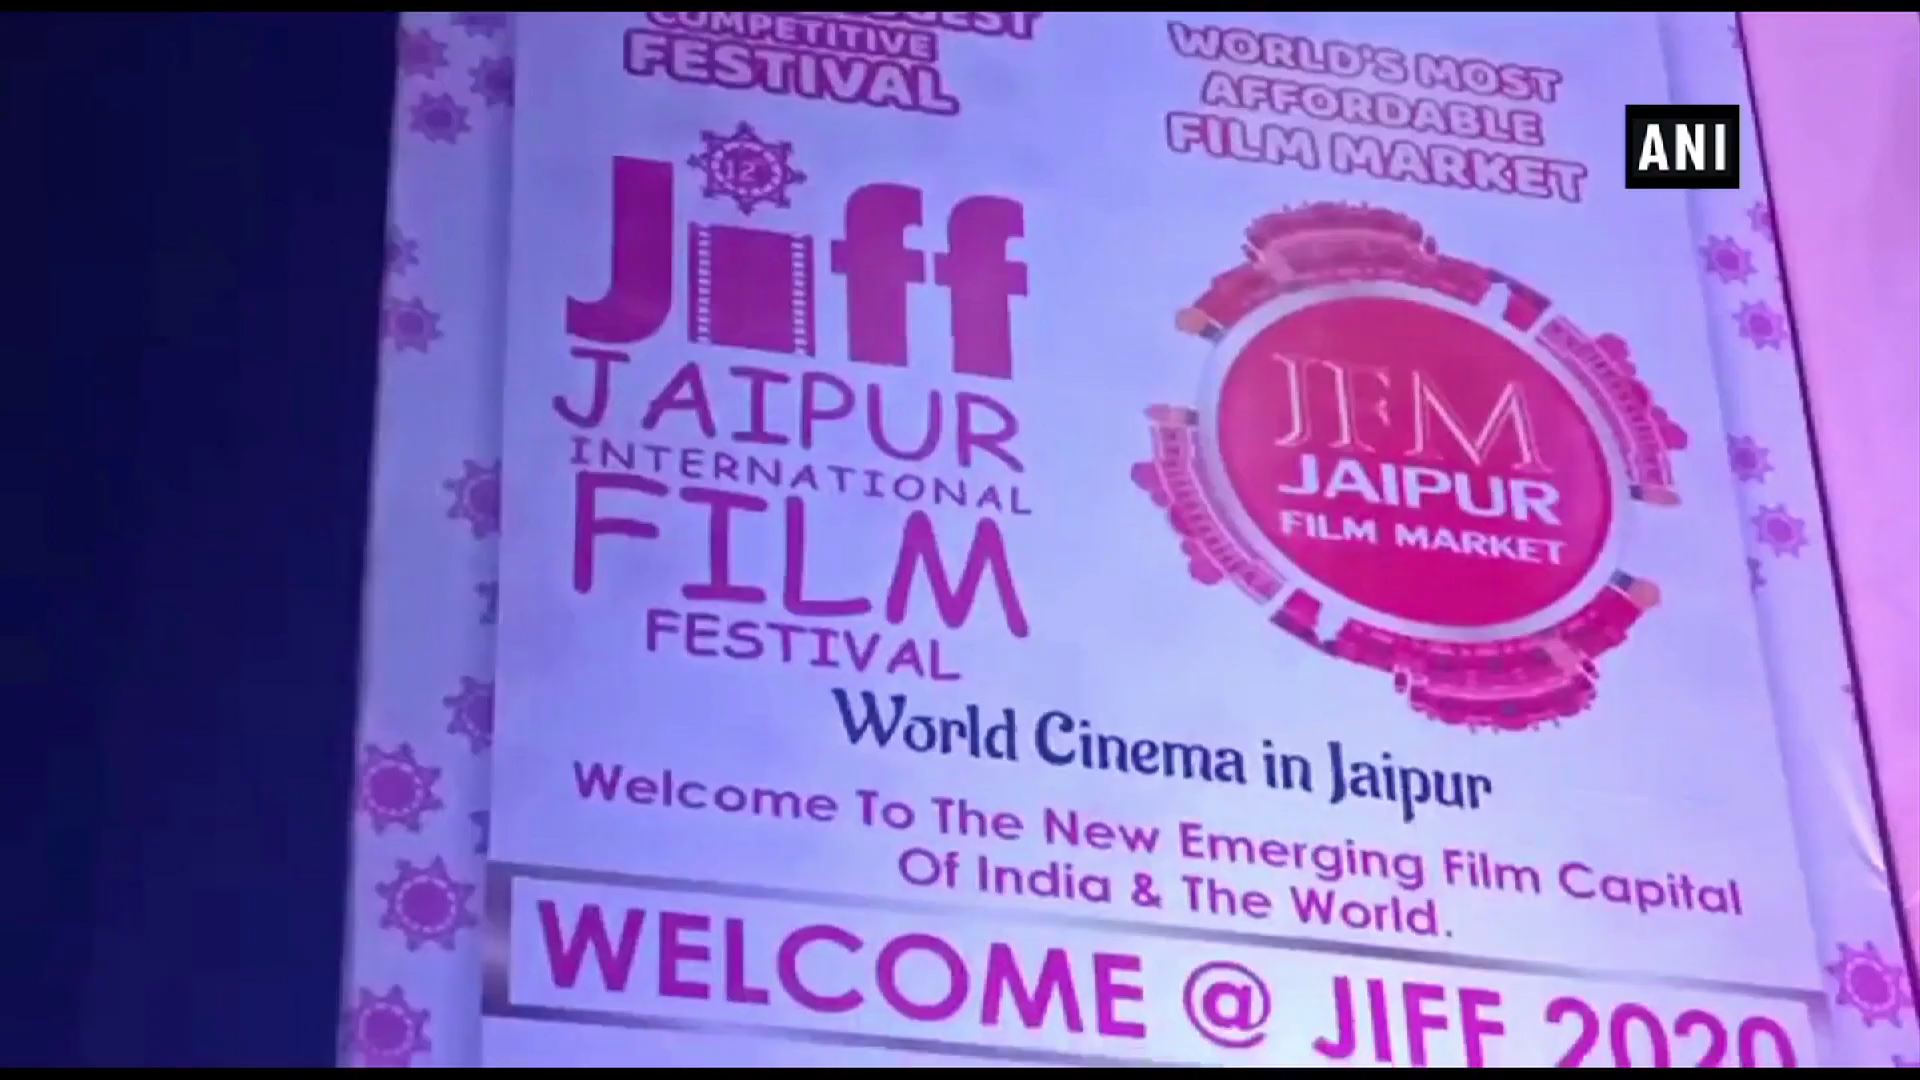 COMPETITIVE
FESTIVAL
WORLD'S MOST
AFFORDABLE
FILM MARKET
ANI
12
Jiff
JAIPUR
INTERNATIONAL
FILM
FESTIVAL
JFM
JAIPUR
FILM MARKET
World Cinema in Jaipur
Welcome To The New Emerging Film Capital
Of India & The World.
WELCOME @ JIFF 2020